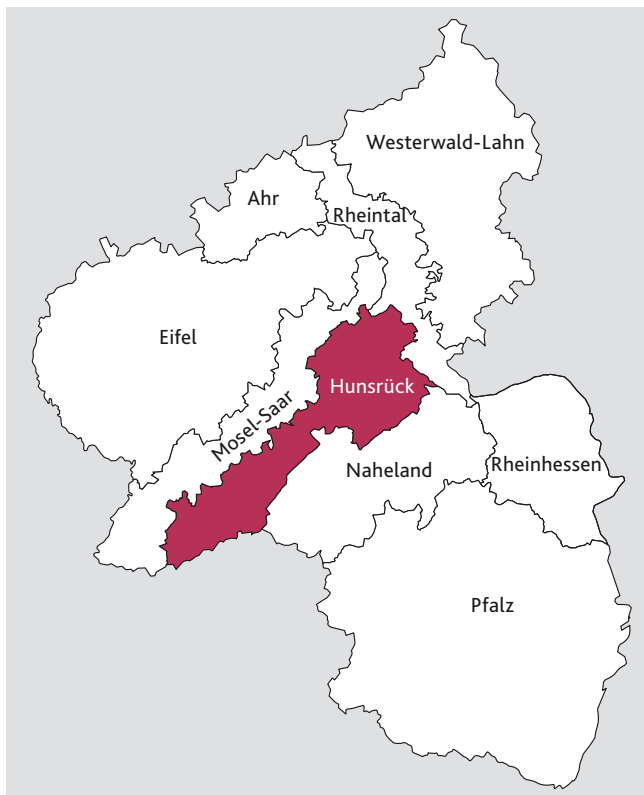 Westerwald-Lahn
Ahr
Rheintal
Eifel
Hunsrück
Mosel-Saar
Naheland
Rheinhessen
Pfalz